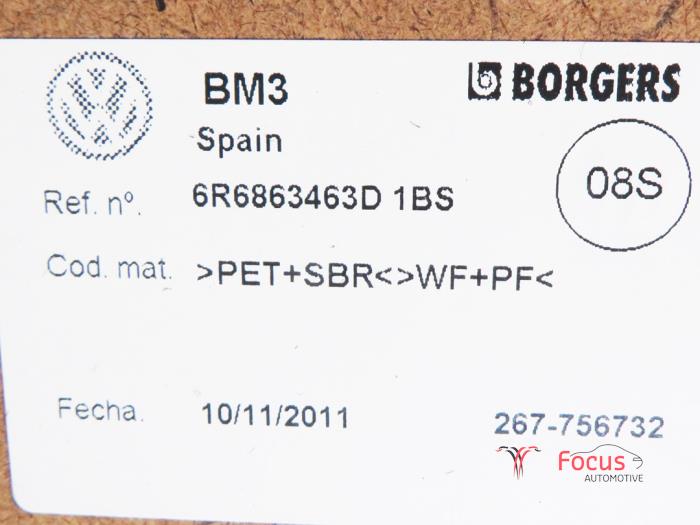 BM3
BORGERS
Spain
08S
Ref. nº. 6R6863463D 1BS
Cod. mat. >PET+SBR<>WF+PF<
Fecha. 10/11/2011
267-756732
Focus
AUTOMOTIVE